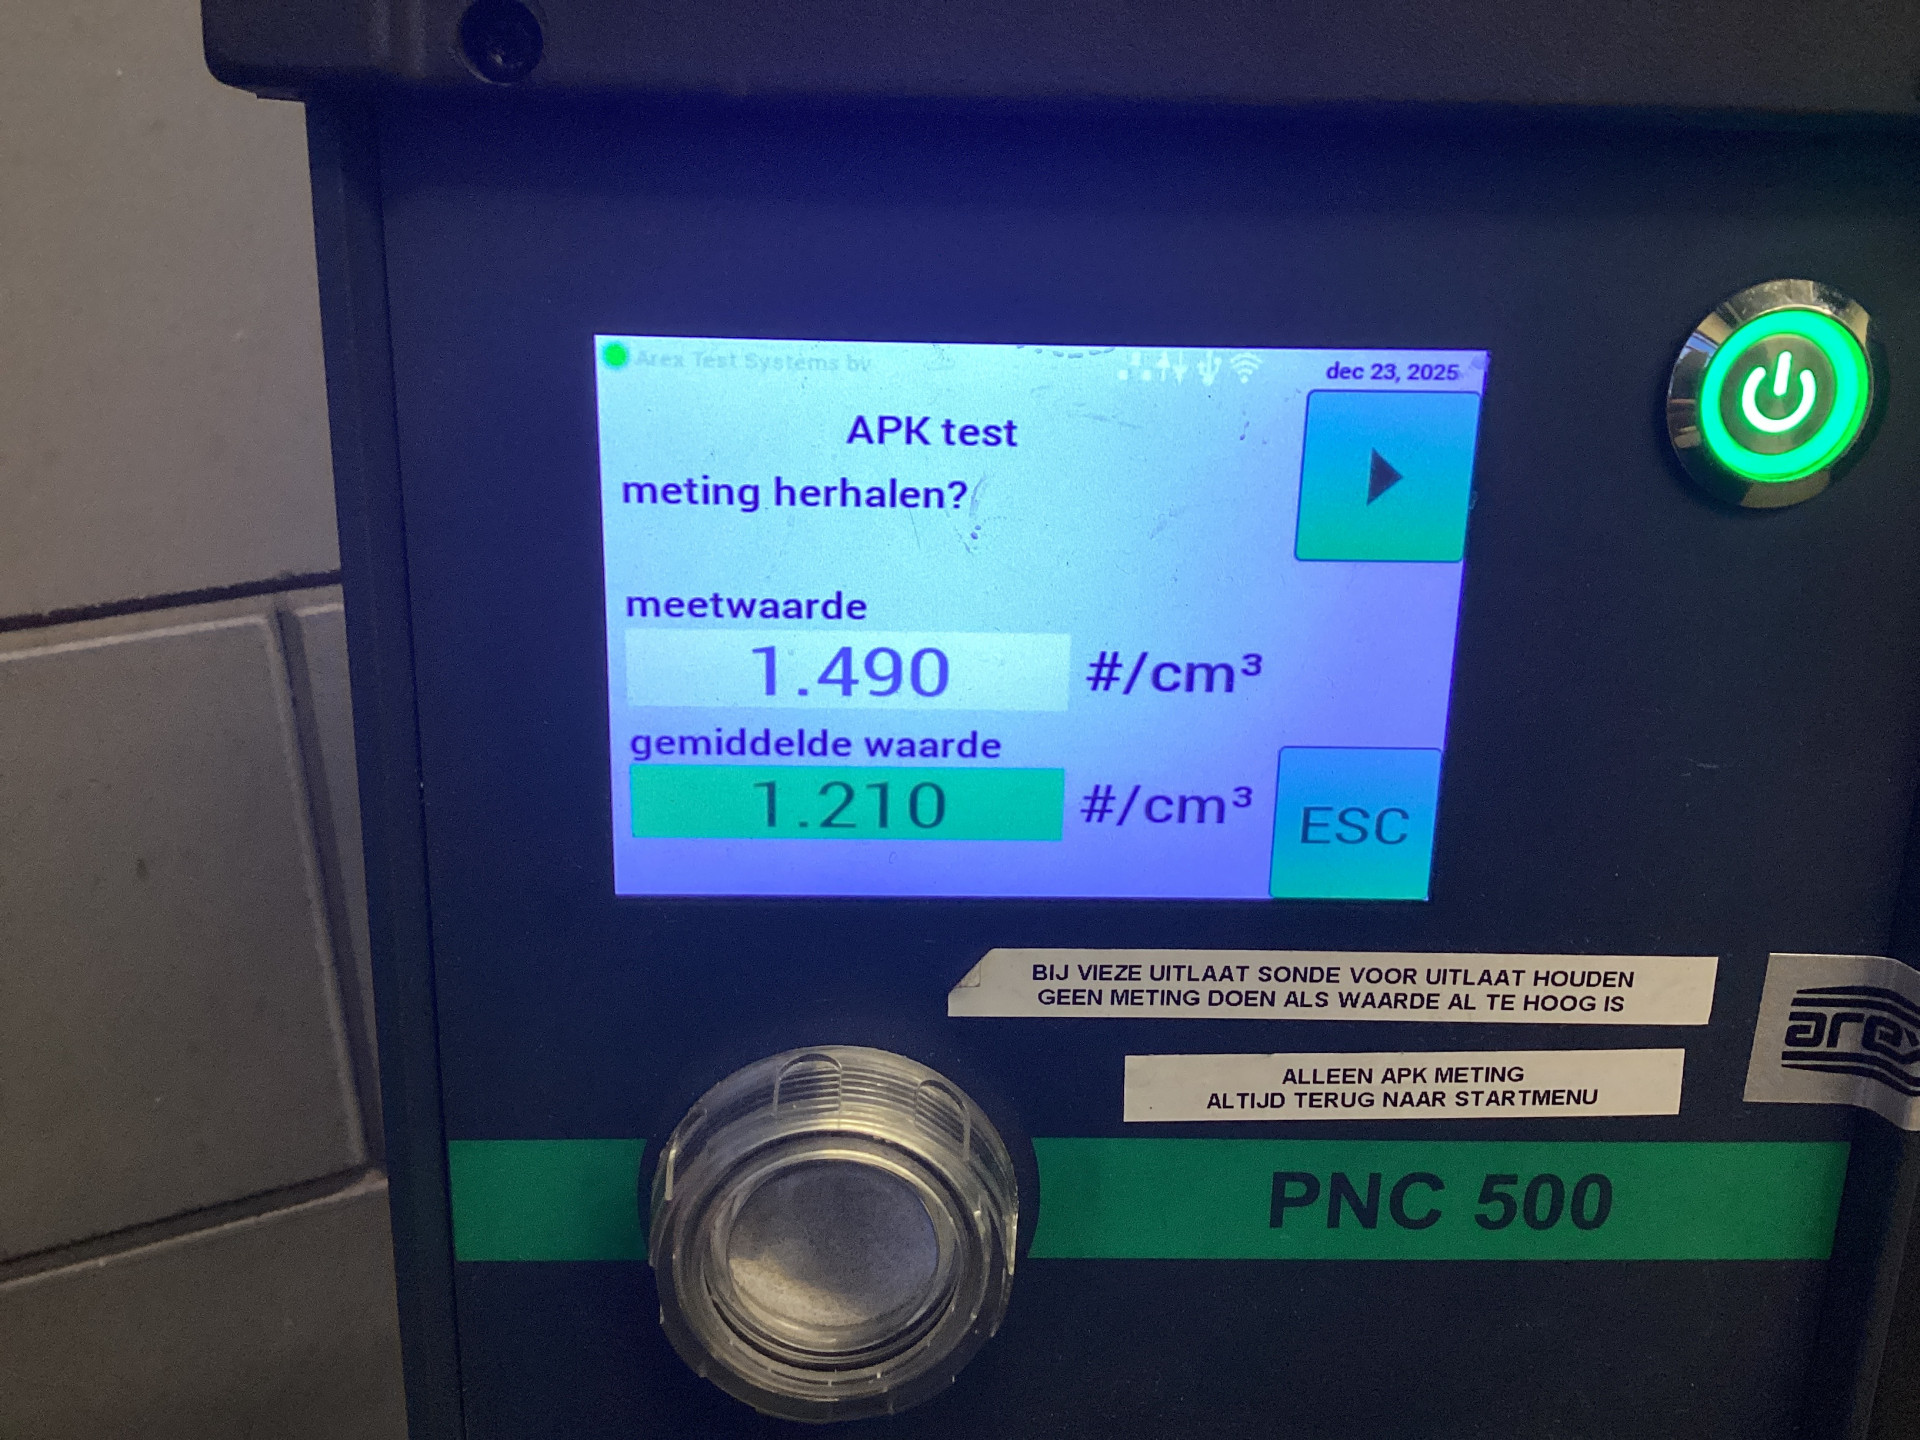 Arex Test Systems bv
dec 23, 2025
APK test
meting herhalen?
meetwaarde
1.490 #/cm³
gemiddelde waarde
1.210 #/cm³
ESC
BIJ VIEZE UITLAAT SONDE VOOR UITLAAT HOUDEN
GEEN METING DOEN ALS WAARDE AL TE HOOG IS
arex
ALLEEN APK METING
ALTIJD TERUG NAAR STARTMENU
PNC 500